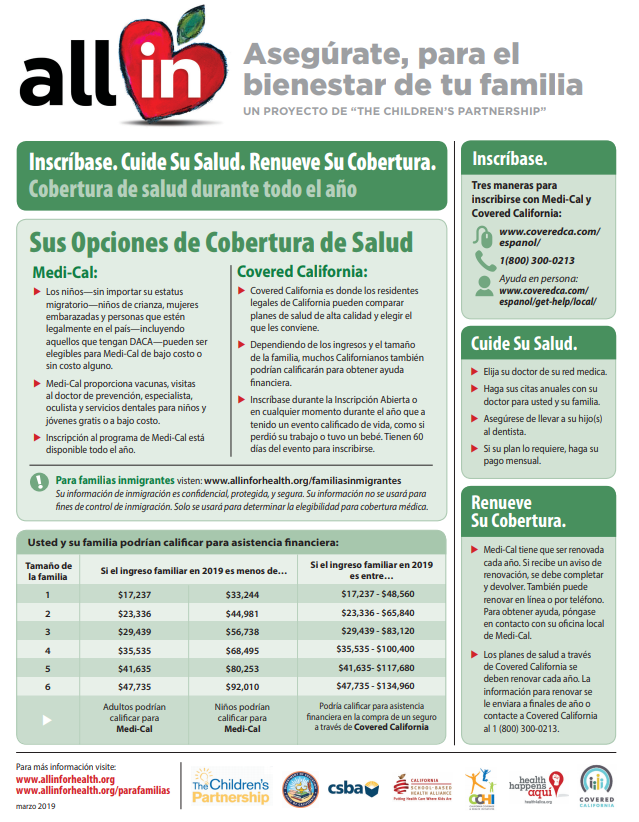 all in
Asegúrate, para el
bienestar de tu familia
UN PROYECTO DE “THE CHILDREN’S PARTNERSHIP”
Inscríbase. Cuide Su Salud. Renueve Su Cobertura.
Cobertura de salud durante todo el año
Sus Opciones de Cobertura de Salud
Medi-Cal:
▶ Los niños—sin importar su estatus
migratorio—niños de crianza, mujeres
embarazadas y personas que estén
legalmente en el país—incluyendo
aquellos que tengan DACA—pueden ser
elegibles para Medi-Cal de bajo costo o
sin costo alguno.
▶ Medi-Cal proporciona vacunas, visitas
al doctor de prevención, especialista,
oculista y servicios dentales para niños y
jóvenes gratis o a bajo costo.
▶ Inscripción al programa de Medi-Cal está
disponible todo el año.
Covered California:
▶ Covered California es donde los residentes
legales de California pueden comparar
planes de salud de alta calidad y elegir el
que les conviene.
▶ Dependiendo de los ingresos y el tamaño
de la familia, muchos Californianos también
podrían calificarán para obtener ayuda
financiera.
▶ Inscríbase durante la Inscripción Abierta o
en cualquier momento durante el año que a
tenido un evento calificado de vida, como si
perdió su trabajo o tuvo un bebé. Tienen 60
días del evento para inscribirse.
! Para familias inmigrantes visten: www.allinforhealth.org/familiasinmigrantes
Su información de inmigración es confidencial, protegida, y segura. Su información no se usará para
fines de control de inmigración. Solo se usará para determinar la elegibilidad para cobertura médica.
Usted y su familia podrían calificar para asistencia financiera:
Tamaño de
la familia
Si el ingreso familiar en 2019 es menos de…
Si el ingreso familiar en 2019
es entre…
1 $17,237 $33,244 $17,237 - $48,560
2 $23,336 $44,981 $23,336 - $65,840
3 $29,439 $56,738 $29,439 - $83,120
4 $35,535 $68,495 $35,535 - $100,400
5 $41,635 $80,253 $41,635- $117,680
6 $47,735 $92,010 $47,735 - $134,960
Adultos podrían
calificar para
Medi-Cal
Niños podrían
calificar para
Medi-Cal
Podría calificar para asistencia
financiera en la compra de un seguro
a través de Covered California
Inscríbase.
Tres maneras para
inscribirse con Medi-Cal y
Covered California:
www.coveredca.com/
espanol/
1(800) 300-0213
Ayuda en persona:
www.coveredca.com/
espanol/get-help/local/
Cuide Su Salud.
▶ Elija su doctor de su red medica.
▶ Haga sus citas anuales con su
doctor para usted y su familia.
▶ Asegúrese de llevar a su hijo(s)
al dentista.
▶ Si su plan lo requiere, haga su
pago mensual.
Renueve
Su Cobertura.
▶ Medi-Cal tiene que ser renovada
cada año. Si recibe un aviso de
renovación, se debe completar
y devolver. También puede
renovar en línea o por teléfono.
Para obtener ayuda, póngase
en contacto con su oficina local
de Medi-Cal.
▶ Los planes de salud a través
de Covered California se
deben renovar cada año. La
información para renovar se
le enviara a finales de año o
contacte a Covered California
al 1 (800) 300-0213.
Para más información visite:
www.allinforhealth.org
www.allinforhealth.org/parafamilias
marzo 2019
The Children’s
Partnership
csba
CALIFORNIA
SCHOOL-BASED
HEALTH ALLIANCE
Putting Health Care Where Kids Are
CCHI
health
happens
aquí
COVERED
CALIFORNIA